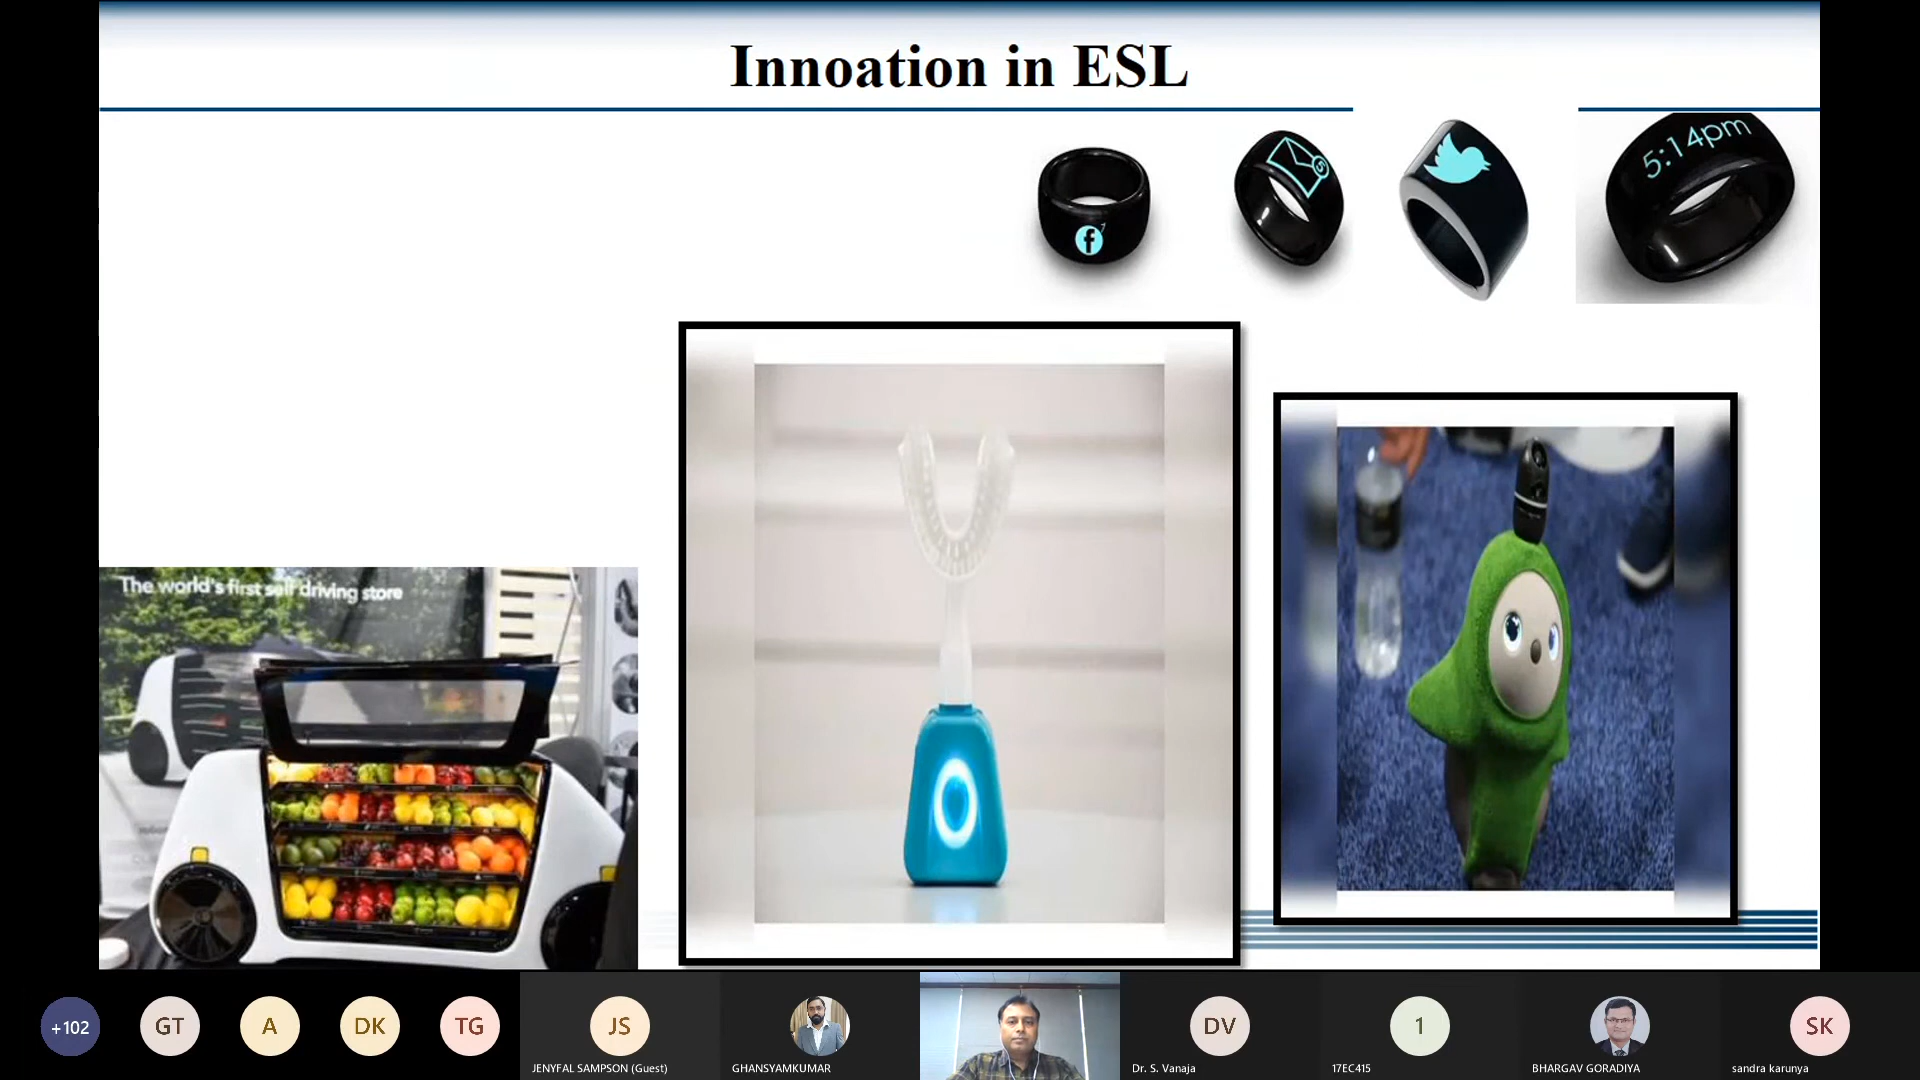 Innoation in ESL
f
5
5:14pm
The world's first self driving store
+102
GT
A
DK
TG
JS
DV
1
SK
JENYFAL SAMPSON (Guest)
GHANSYAMKUMAR
Dr. S. Vanaja
17EC415
BHARGAV GORADIYA
sandra karunya